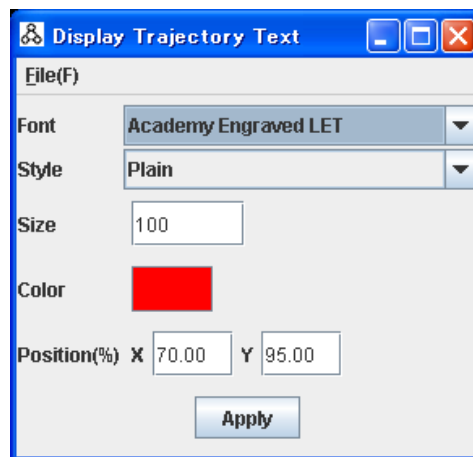 Display Trajectory Text
File(F)
Font Academy Engraved LET
Style Plain
Size 100
Color
Position(%) X 70.00 Y 95.00
Apply